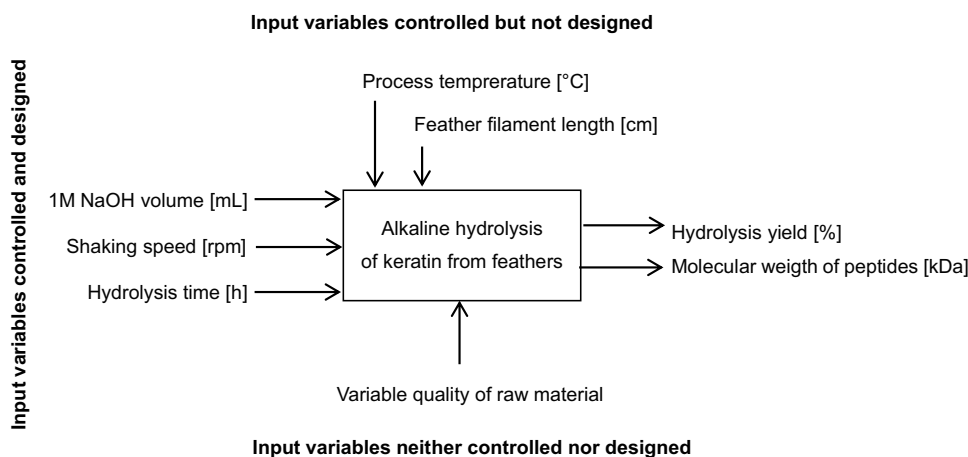 Input variables controlled but not designed
Input variables controlled and designed
Process temprerature [°C]
Feather filament length [cm]
1M NaOH volume [mL]
Shaking speed [rpm]
Hydrolysis time [h]
Alkaline hydrolysis
of keratin from feathers
Hydrolysis yield [%]
Molecular weigth of peptides [kDa]
Variable quality of raw material
Input variables neither controlled nor designed